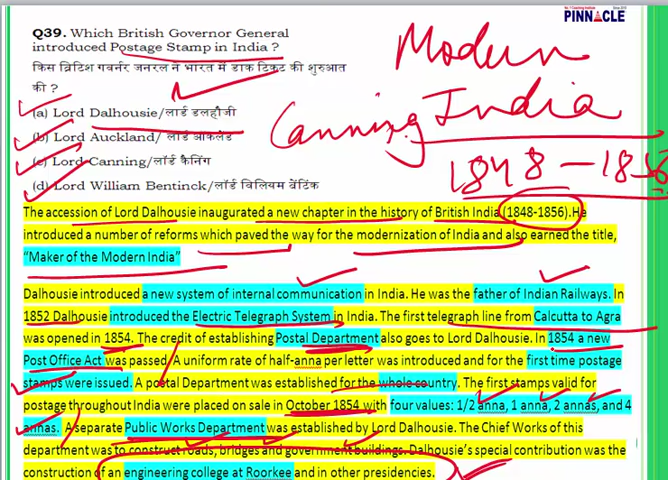 PINNACLE
Q39. Which British Governor General
introduced Postage Stamp in India ?
किस ब्रिटिश गवर्नर जनरल ने भारत में डाक टिकट की शुरुआत
की ?
(a) Lord Dalhousie/लार्ड डलहौजी
(b) Lord Auckland/ लार्ड आकलैंड
(c) Lord Canning/लॉर्ड कैनिंग
(d) Lord William Bentinck/लॉर्ड विलियम बेंटिंक
Modern
India
Canning
1848 – 1856
The accession of Lord Dalhousie inaugurated a new chapter in the history of British India (1848-1856).He
introduced a number of reforms which paved the way for the modernization of India and also earned the title,
“Maker of the Modern India”
Dalhousie introduced a new system of internal communication in India. He was the father of Indian Railways. In
1852 Dalhousie introduced the Electric Telegraph System in India. The first telegraph line from Calcutta to Agra
was opened in 1854. The credit of establishing Postal Department also goes to Lord Dalhousie. In 1854 a new
Post Office Act was passed. A uniform rate of half-anna per letter was introduced and for the first time postage
stamps were issued. A postal Department was established for the whole country. The first stamps valid for
postage throughout India were placed on sale in October 1854 with four values: 1/2 anna, 1 anna, 2 annas, and 4
annas. A separate Public Works Department was established by Lord Dalhousie. The Chief Works of this
department was to construct roads, bridges and government buildings. Dalhousie's special contribution was the
construction of an engineering college at Roorkee and in other presidencies.